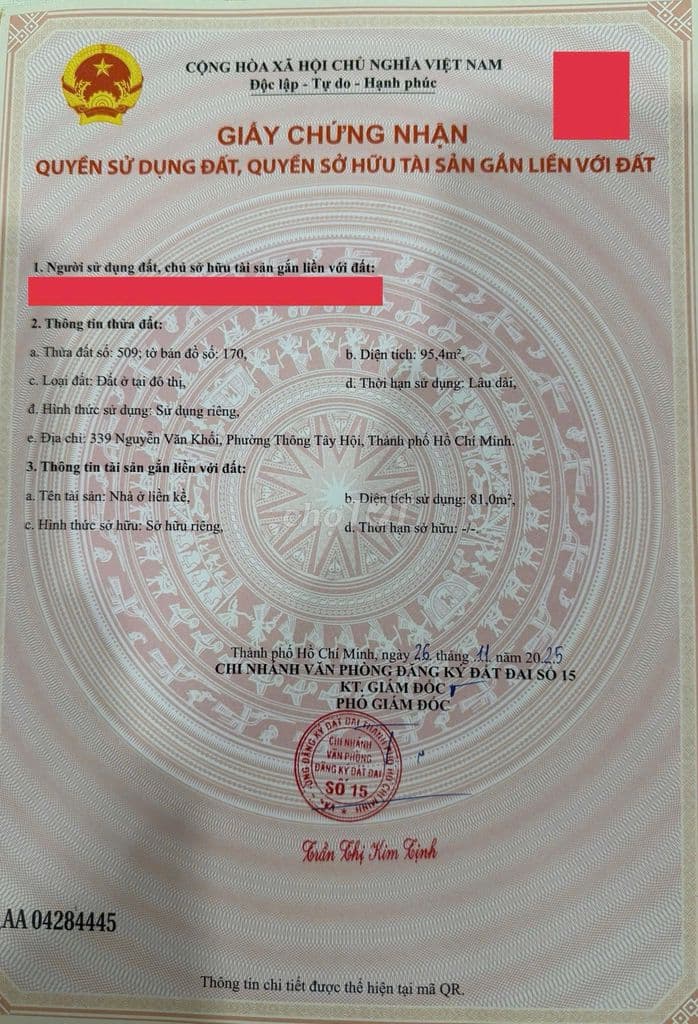 CỘNG HÒA XÃ HỘI CHỦ NGHĨA VIỆT NAM
Độc lập - Tự do - Hạnh phúc
GIẤY CHỨNG NHẬN
QUYỀN SỬ DỤNG ĐẤT, QUYỀN SỞ HỮU TÀI SẢN GẮN LIỀN VỚI ĐẤT
1. Người sử dụng đất, chủ sở hữu tài sản gắn liền với đất:
2. Thông tin thửa đất:
a. Thửa đất số: 509; tờ bản đồ số: 170, b. Diện tích: 95,4m²,
c. Loại đất: Đất ở tại đô thị, d. Thời hạn sử dụng: Lâu dài,
đ. Hình thức sử dụng: Sử dụng riêng,
e. Địa chỉ: 339 Nguyễn Văn Khối, Phường Thông Tây Hội, Thành phố Hồ Chí Minh.
3. Thông tin tài sản gắn liền với đất:
a. Tên tài sản: Nhà ở liền kề, b. Diện tích sử dụng: 81,0m²,
chợTỐT
c. Hình thức sở hữu: Sở hữu riêng, d. Thời hạn sở hữu: -/-.
Thành phố Hồ Chí Minh, ngày 26 tháng 11 năm 2025
CHI NHÁNH VĂN PHÒNG ĐĂNG KÝ ĐẤT ĐAI SỐ 15
KT. GIÁM ĐỐC
PHÓ GIÁM ĐỐC
CHI NHÁNH
VĂN PHÒNG
ĐĂNG KÝ ĐẤT ĐAI
SỐ 15
Trần Thị Kim Tịnh
AA 04284445
Thông tin chi tiết được thể hiện tại mã QR.